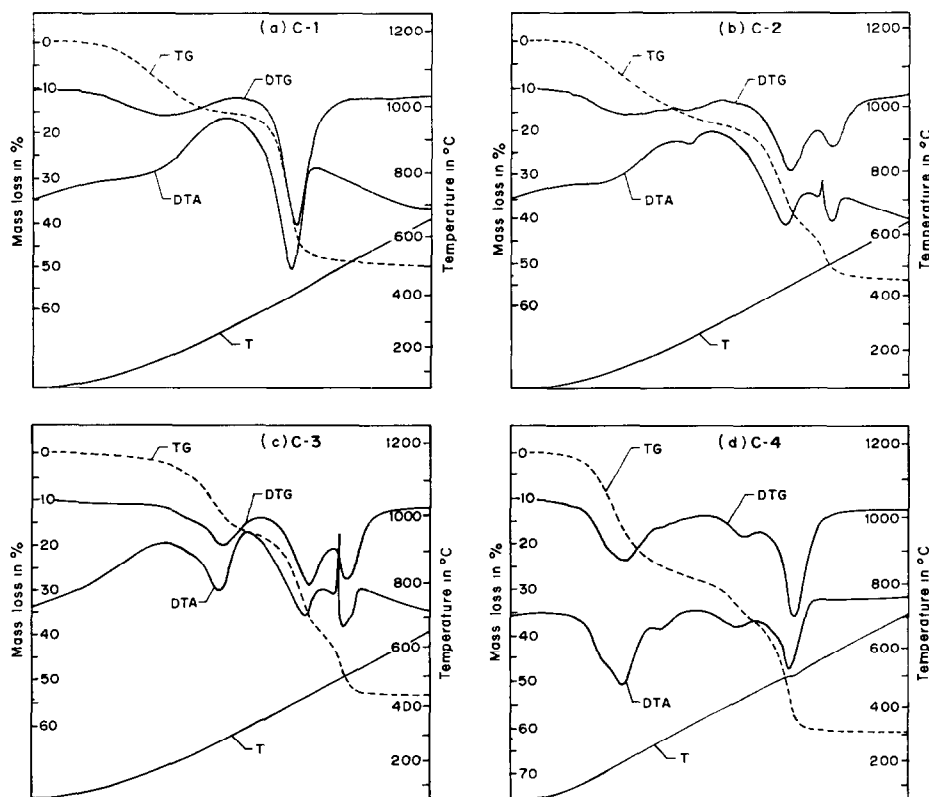 (a) C-1
Mass loss in %
0
10
20
30
40
50
60
TG
DTG
DTA
T
1200
1000
800
600
400
200
Temperature in °C
(b) C-2
Mass loss in %
0
10
20
30
40
50
60
TG
DTG
DTA
T
1200
1000
800
600
400
200
Temperature in °C
(c) C-3
Mass loss in %
0
10
20
30
40
50
60
TG
DTG
DTA
T
1200
1000
800
600
400
200
Temperature in °C
(d) C-4
Mass loss in %
0
10
20
30
40
50
60
70
TG
DTG
DTA
T
1200
1000
800
600
400
200
Temperature in °C